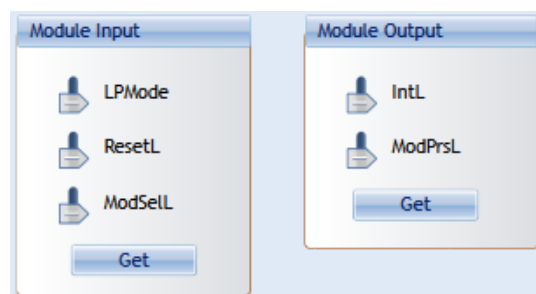 Module Input
LPMode
ResetL
ModSelL
Get
Module Output
IntL
ModPrsL
Get